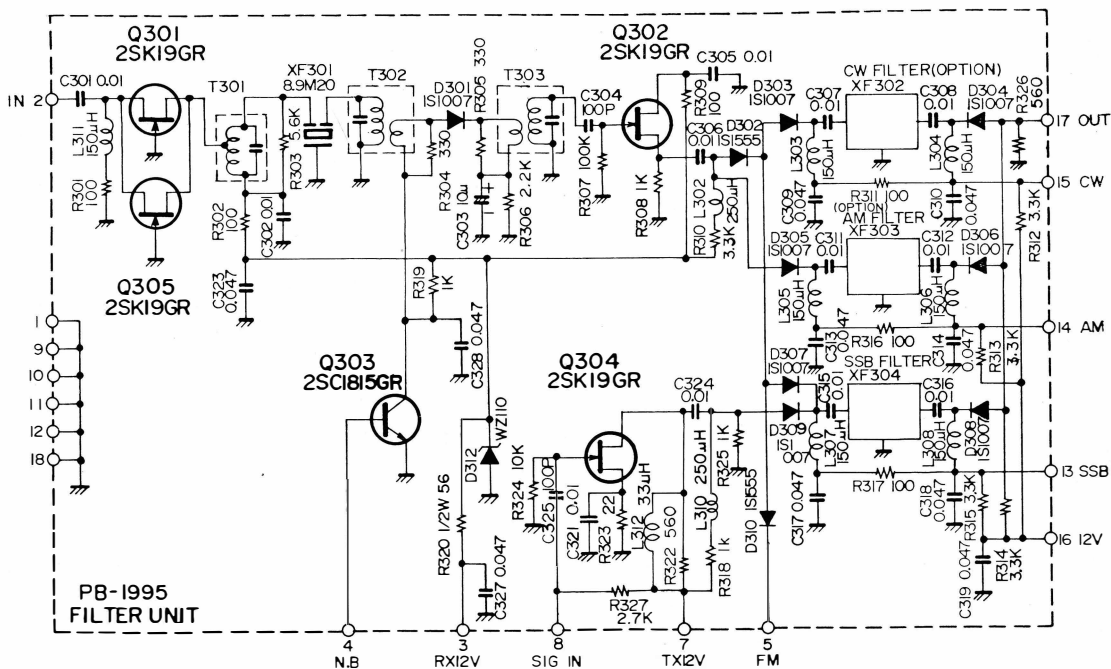 Q301
2SK19GR
C301 0.01
IN 2
L311
150μH
R301
100
Q305
2SK19GR
T301
R302
100
C302 0.01
C323
0.047
XF301
8.9M20
R303
5.6K
T302
D301
1S1007
R305 330
T303
330
R304
C303 10μ
+
R306 2.2K
C304
100P
R307 100K
Q302
2SK19GR
R308 1K
C305 0.01
R309
100
C306
0.01
D302
1S1555
L302
250μH
R310
3.3K
D303
1S1007
C307
0.01
CW FILTER(OPTION)
XF302
C308
0.01
D304
1S1007
R326
560
17 OUT
L303
150μH
L304
150μH
15 CW
C309
0.047
R311 100
C310
0.047
R312 3.3K
(OPTION)
AM FILTER
XF303
D305
1S1007
C311
0.01
C312
0.01
D306
1S1007
L305
150μH
L306
150μH
14 AM
C313
0.047
R316 100
C314
0.047
R313
3.3K
SSB FILTER
XF304
D307
1S1007
C315
0.01
C316
0.01
D308
1S1007
D309
1S1
007
L307
150μH
L308
150μH
13 SSB
C317 0.047
R317 100
C318
0.047
R315 3.3K
R314
3.3K
16 12V
C319 0.047
R319
1K
C328 0.047
Q303
2SC1815GR
WZ110
D312
R320 1/2W 56
C327 0.047
Q304
2SK19GR
R324 10K
C325 100P
C321 0.01
R323 22
L312
33μH
R322 560
C324
0.01
L310
250μH
R318 1k
R325 1K
D310 1S1555
R327
2.7K
1
9
10
11
12
18
PB-1995
FILTER UNIT
4
N.B
3
RX12V
8
SIG IN
7
TX12V
5
FM